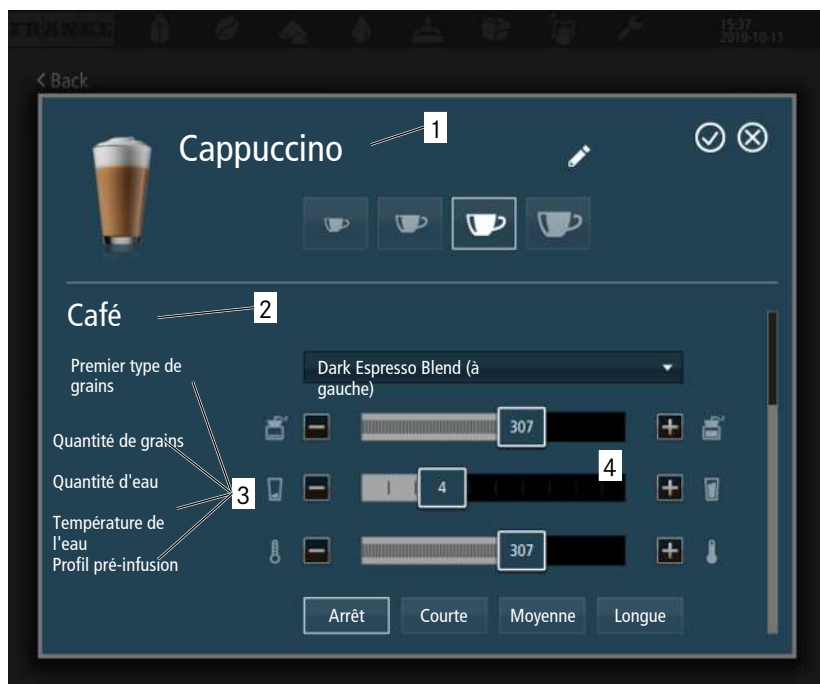 FRANKE
15:37
2019-10-11
< Back
Cappuccino
1
Café
2
Premier type de
grains
Dark Espresso Blend (à
gauche)
Quantité de grains
307
Quantité d'eau
3
4
4
Température de
l'eau
307
Profil pré-infusion
Arrêt
Courte
Moyenne
Longue